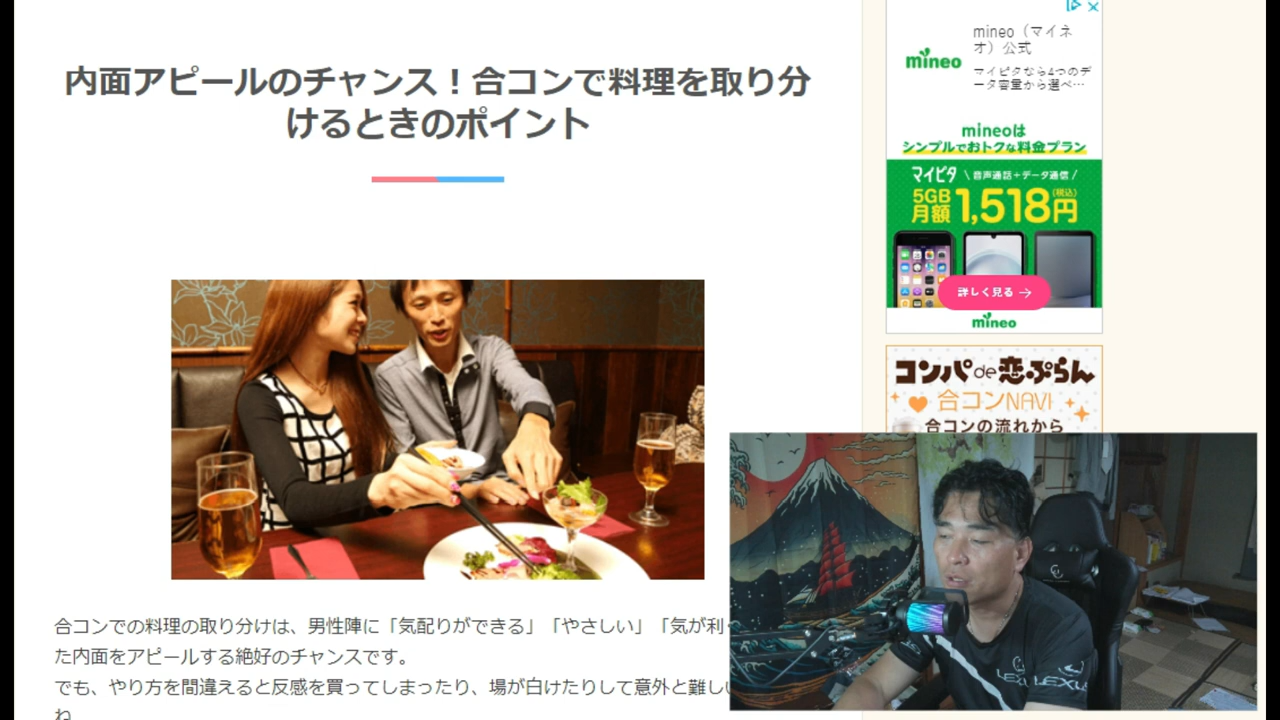 内面アピールのチャンス！合コンで料理を取り分
けるときのポイント
合コンでの料理の取り分けは、男性陣に「気配りができる」「やさしい」「気が利
た内面をアピールする絶好のチャンスです。
でも、やり方を間違えると反感を買ってしまったり、場が白けたりして意外と難し
ね
mineo（マイネ
オ）公式
マイピタなら4つのデ
ータ容量から選べ…
mineo
mineoは
シンプルでおトクな料金プラン
マイピタ \ 音声通話+データ通信 /
5GB
月額 1,518円 (税込)
詳しく見る →
mineo
コンパde恋ぷらん
合コンNAVI
合コンの流れから